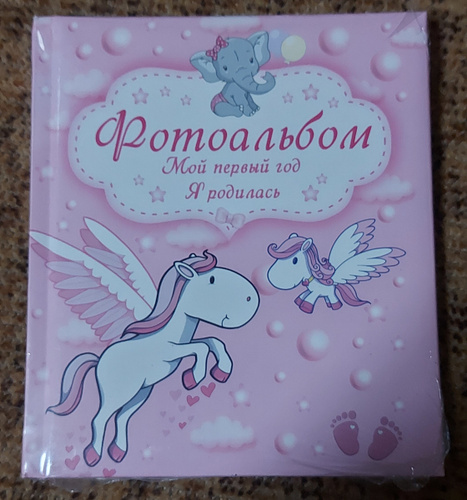 Фотоальбом
Мой первый год
Я родилась